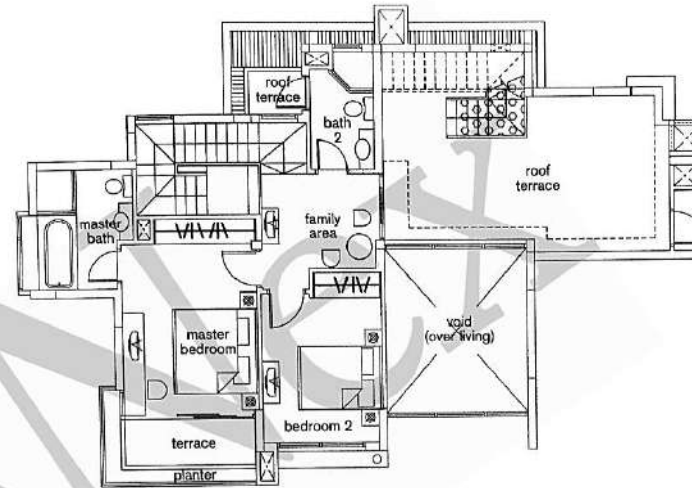 roof
terrace
bath
2
roof
terrace
master
bath
family
area
master
bedroom
void
(over living)
bedroom 2
terrace
planter